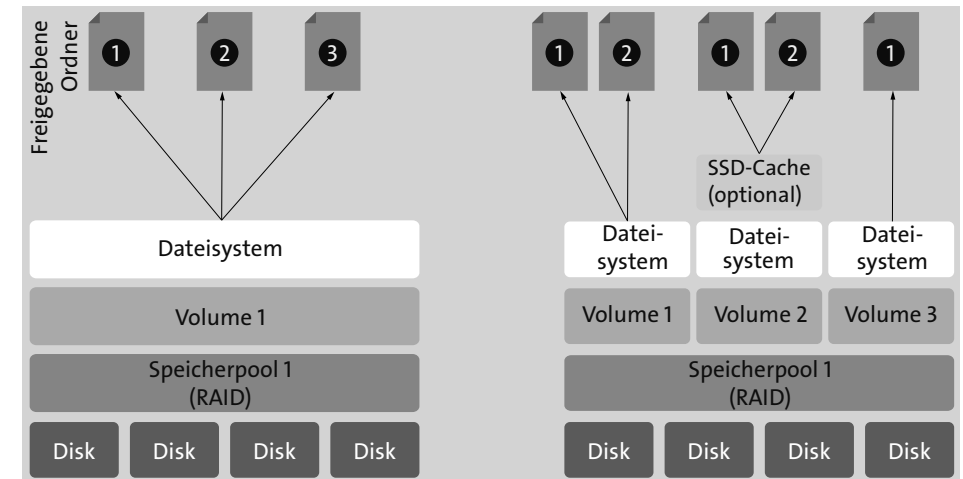 Freigegebene
Ordner
1
2
3
Dateisystem
Volume 1
Speicherpool 1
(RAID)
Disk Disk Disk Disk
1 2
1 2
1
SSD-Cache
(optional)
Datei-
system
Datei-
system
Datei-
system
Volume 1
Volume 2
Volume 3
Speicherpool 1
(RAID)
Disk Disk Disk Disk